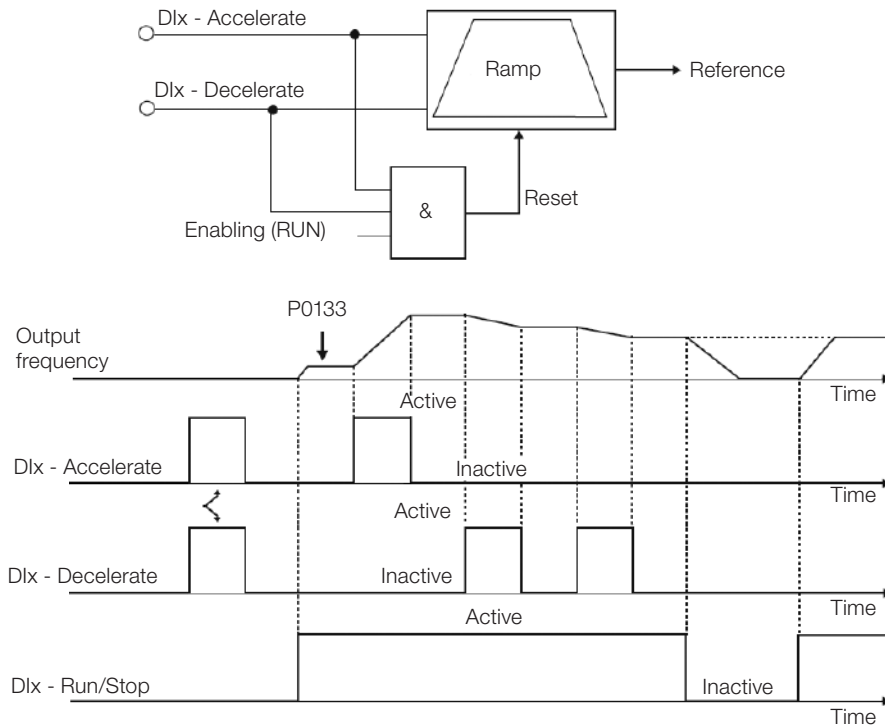 DIx - Accelerate
Ramp
Reference
DIx - Decelerate
&
Reset
Enabling (RUN)
P0133
Output
frequency
Time
Active
DIx - Accelerate
Inactive
Time
Active
DIx - Decelerate
Inactive
Time
Active
DIx - Run/Stop
Inactive
Time